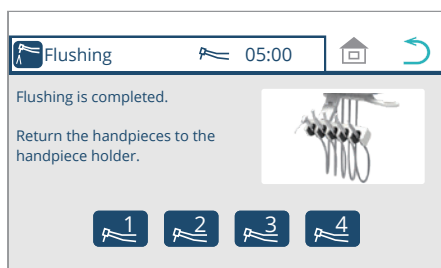 Flushing 05:00
Flushing is completed.
Return the handpieces to the
handpiece holder.
1 2 3 4